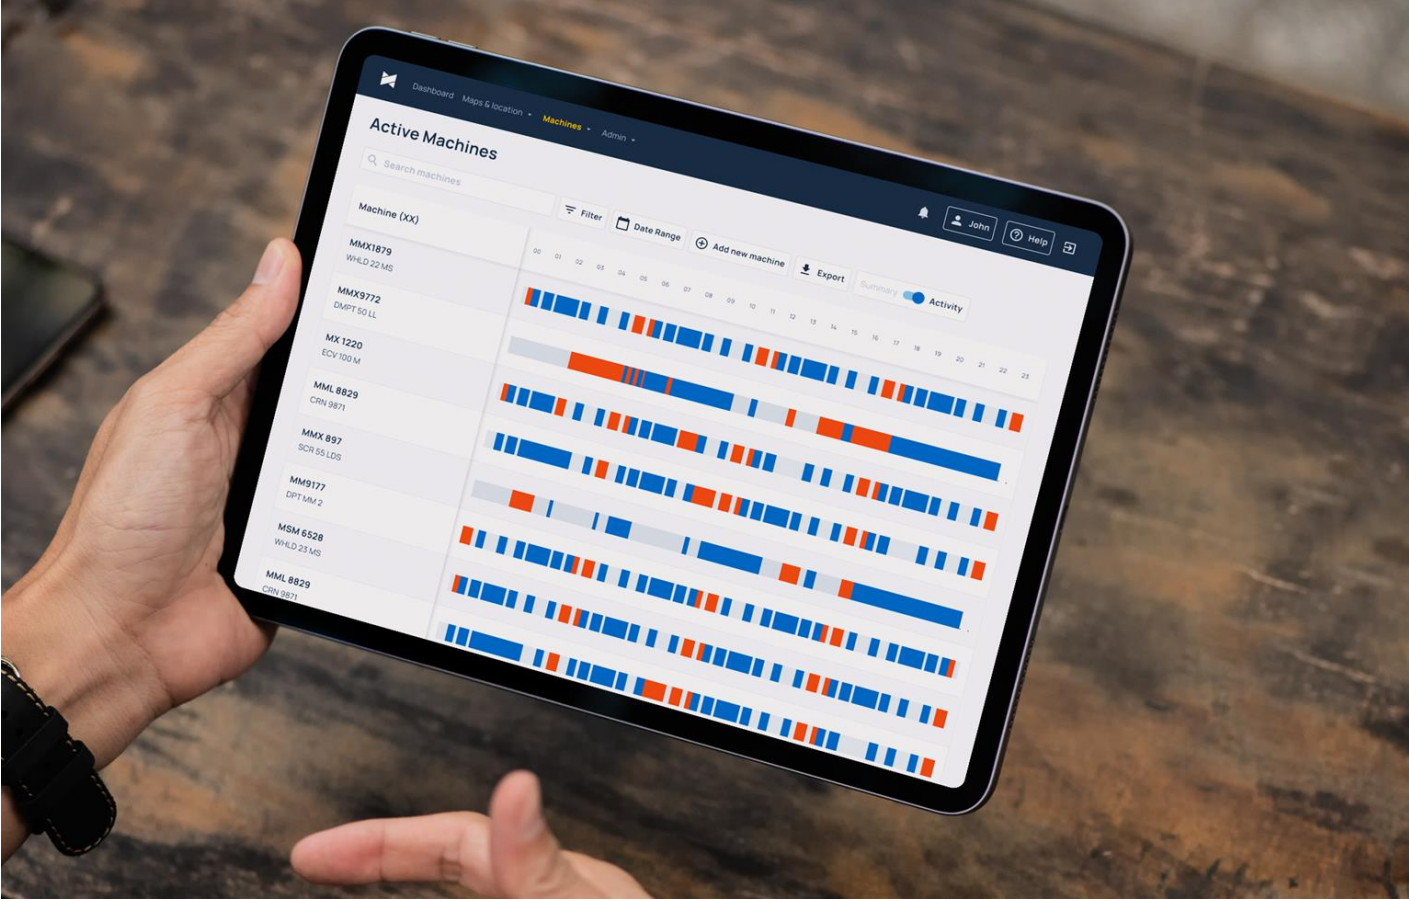 Dashboard Maps & location Machines Admin
John Help
Active Machines
Search machines
Filter Date Range Add new machine Export Summary Activity
Machine (XX)
00 01 02 03 04 05 06 07 08 09 10 11 12 13 14 15 16 17 18 19 20 21 22 23
MMX1879
WHLD 22 MS
MMX9772
DMPT 50 LL
MX 1220
ECV 100 M
MML 8829
CRN 9871
MMX 897
SCR 55 LDS
MM9177
DPT MM 2
MSM 6528
WHLD 23 MS
MML 8829
CRN 9871